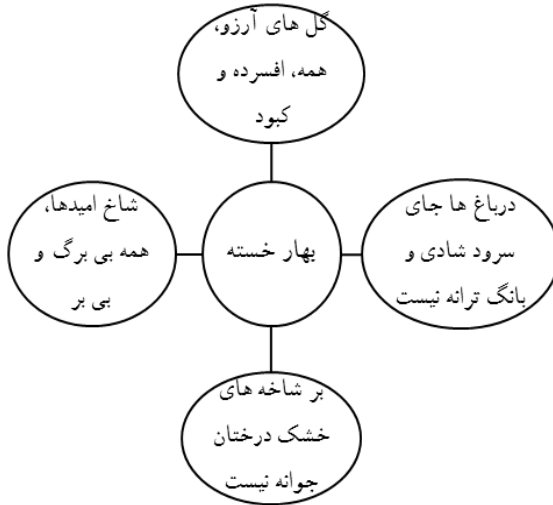 گل های آرزو،
همه، افسرده و
کبود
درباغ ها جای
سرود شادی و
بانگ ترانه نیست
بهار خسته
شاخ امیدها،
همه بی برگ و
بی بر
بر شاخه های
خشک درختان
جوانه نیست